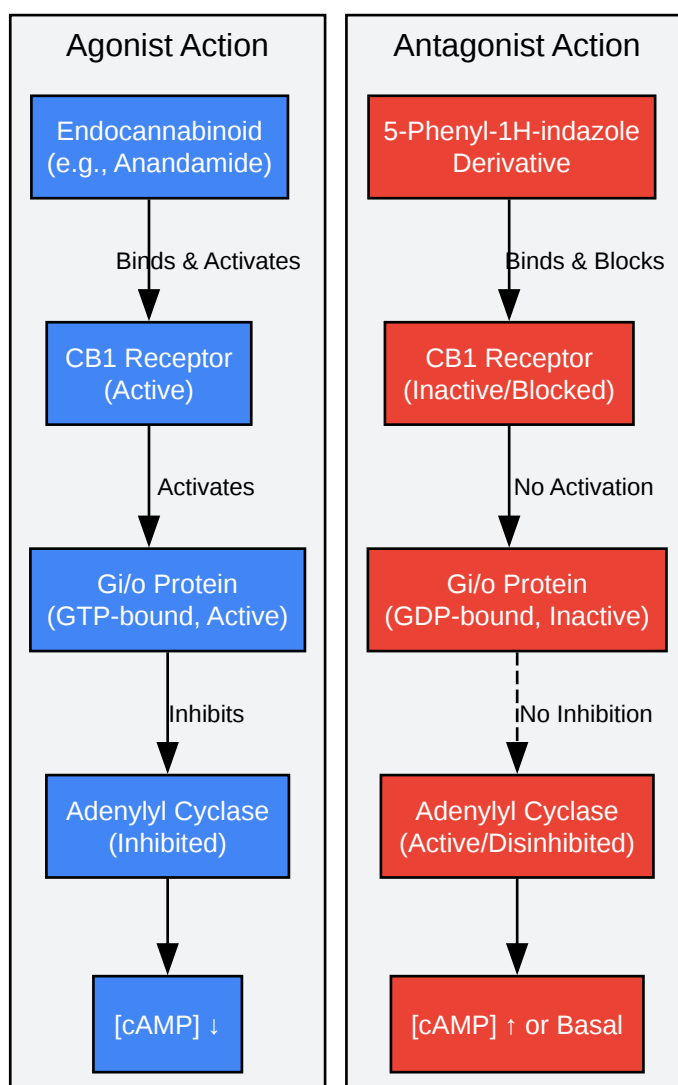 Agonist Action
Endocannabinoid
(e.g., Anandamide)
Binds & Activates
CB1 Receptor
(Active)
Activates
Gi/o Protein
(GTP-bound, Active)
Inhibits
Adenylyl Cyclase
(Inhibited)
[cAMP] ↓
Antagonist Action
5-Phenyl-1H-indazole
Derivative
Binds & Blocks
CB1 Receptor
(Inactive/Blocked)
No Activation
Gi/o Protein
(GDP-bound, Inactive)
No Inhibition
Adenylyl Cyclase
(Active/Disinhibited)
[cAMP] ↑ or Basal